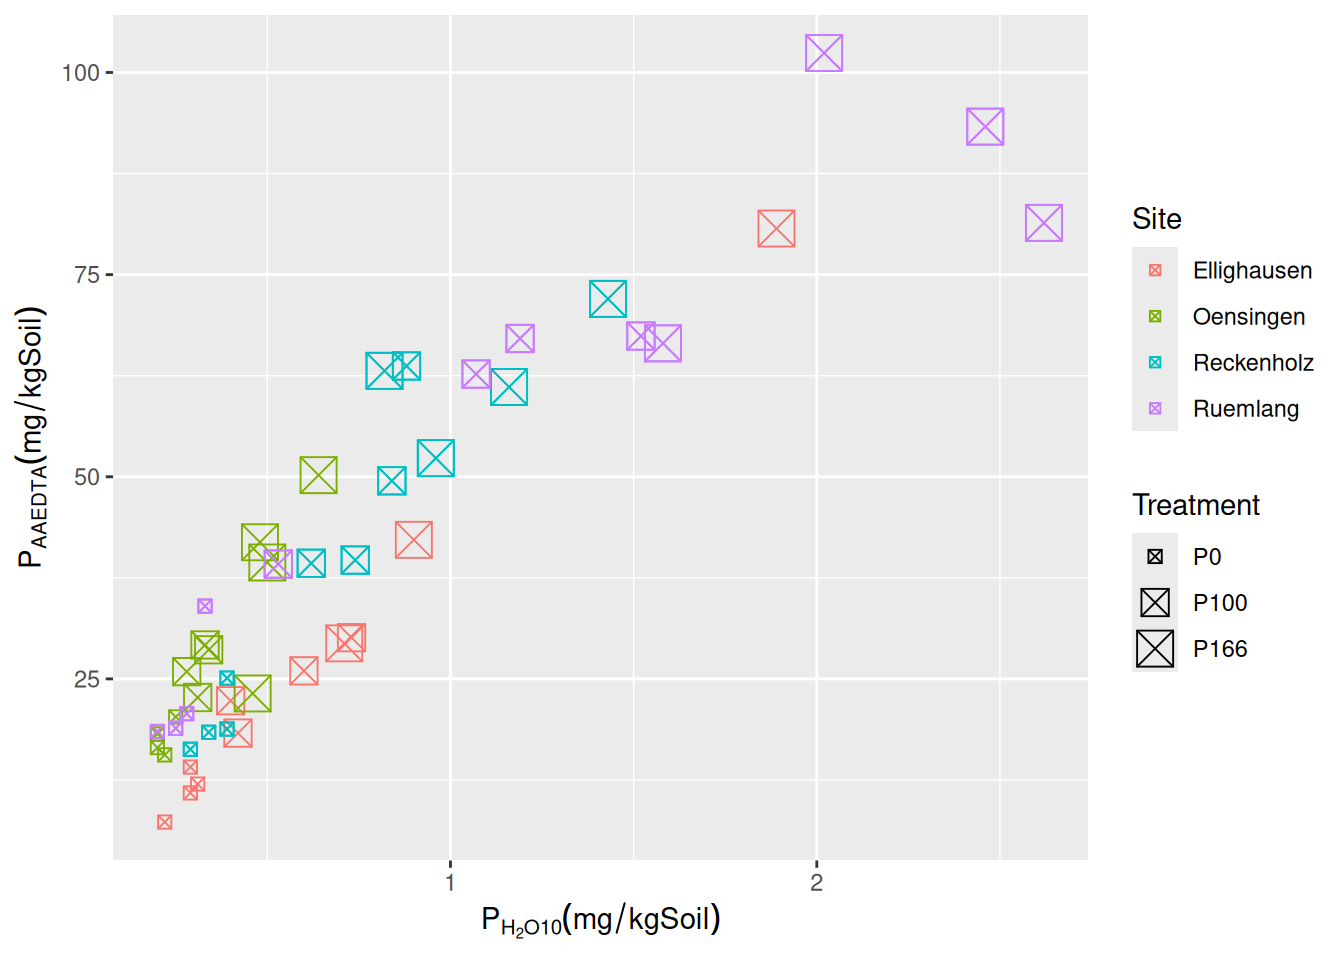 100
75
50
25
P_AAEDTA(mg/kgSoil)
1
2
P_H₂O10(mg/kgSoil)
Site
Ellighausen
Oensingen
Reckenholz
Ruemlang
Treatment
P0
P100
P166